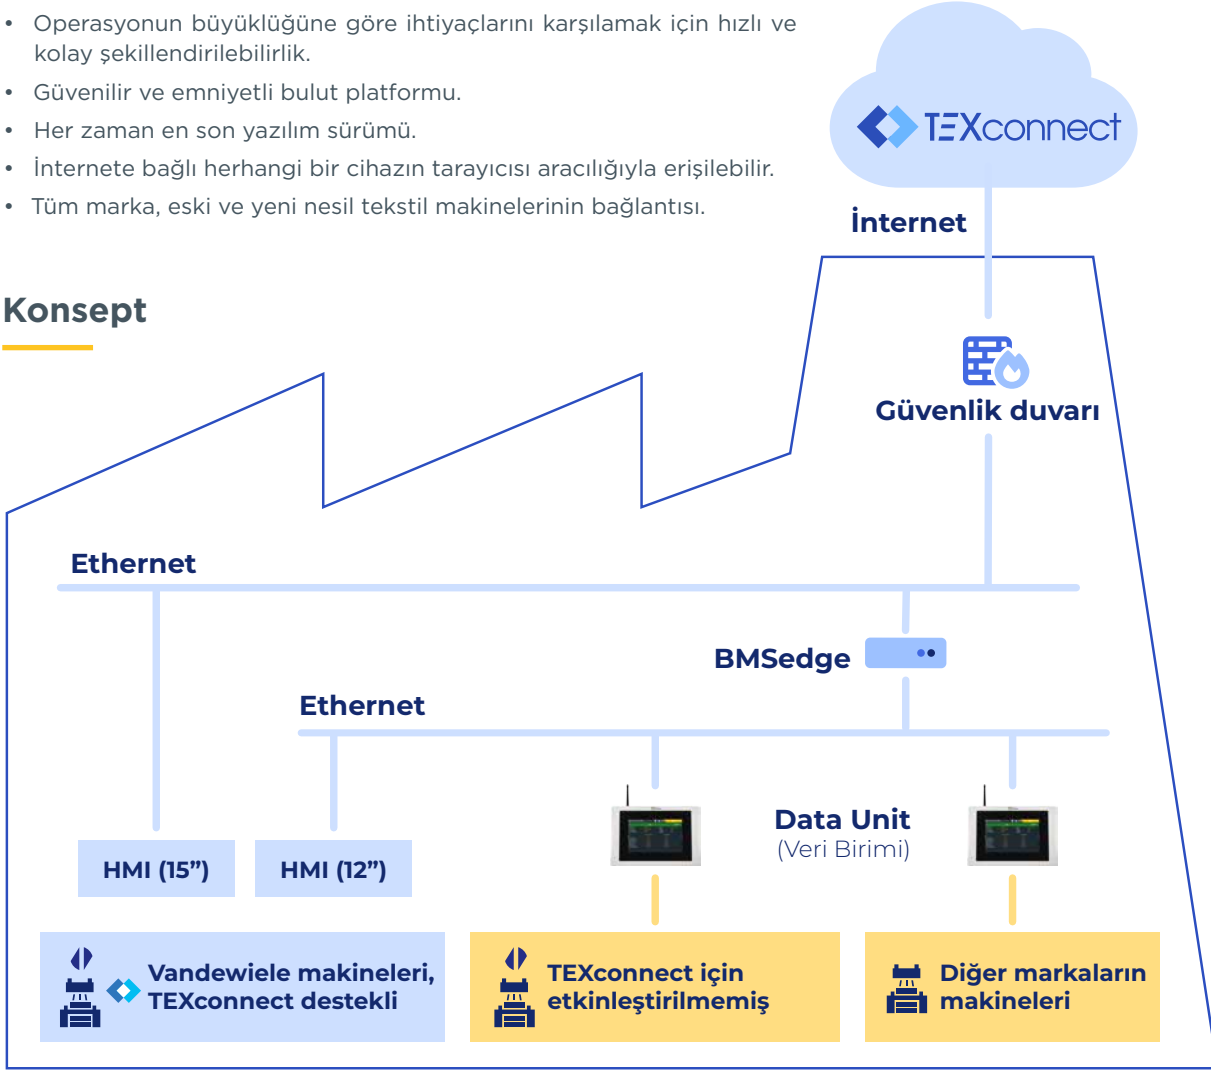 • Operasyonun büyüklüğüne göre ihtiyaçlarını karşılamak için hızlı ve
kolay şekillendirilebilirlik.
• Güvenilir ve emniyetli bulut platformu.
• Her zaman en son yazılım sürümü.
• İnternete bağlı herhangi bir cihazın tarayıcısı aracılığıyla erişilebilir.
• Tüm marka, eski ve yeni nesil tekstil makinelerinin bağlantısı.
TEXconnect
İnternet
Konsept
Güvenlik duvarı
Ethernet
BMSedge
Ethernet
Data Unit
(Veri Birimi)
HMI (15”)
HMI (12”)
Vandewiele makineleri,
TEXconnect destekli
TEXconnect için
etkinleştirilmemiş
Diğer markaların
makineleri